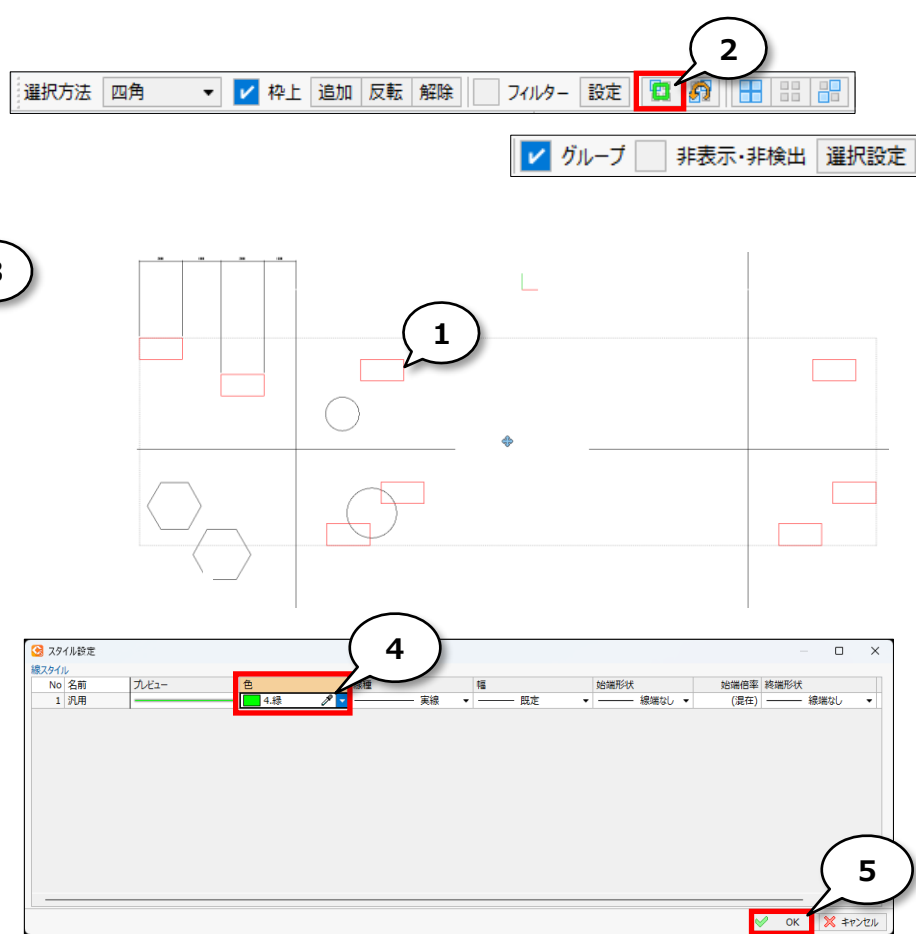 2
選択方法 四角 枠上 追加 反転 解除 フィルター 設定
グループ 非表示・非検出 選択設定
3
1
4
スタイル設定
線スタイル
No 名前 プレビュー 色 線種 幅 始端形状 始端倍率 終端形状
1 汎用 4.緑 実線 既定 線端なし (混在) 線端なし
5
OK キャンセル